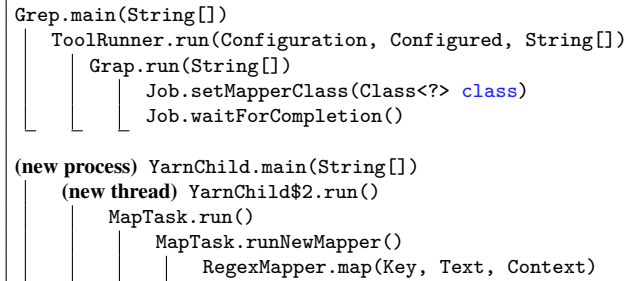 Grep.main(String[])
ToolRunner.run(Configuration, Configured, String[])
Grap.run(String[])
Job.setMapperClass(Class<?> class)
Job.waitForCompletion()
(new process) YarnChild.main(String[])
(new thread) YarnChild$2.run()
MapTask.run()
MapTask.runNewMapper()
RegexMapper.map(Key, Text, Context)